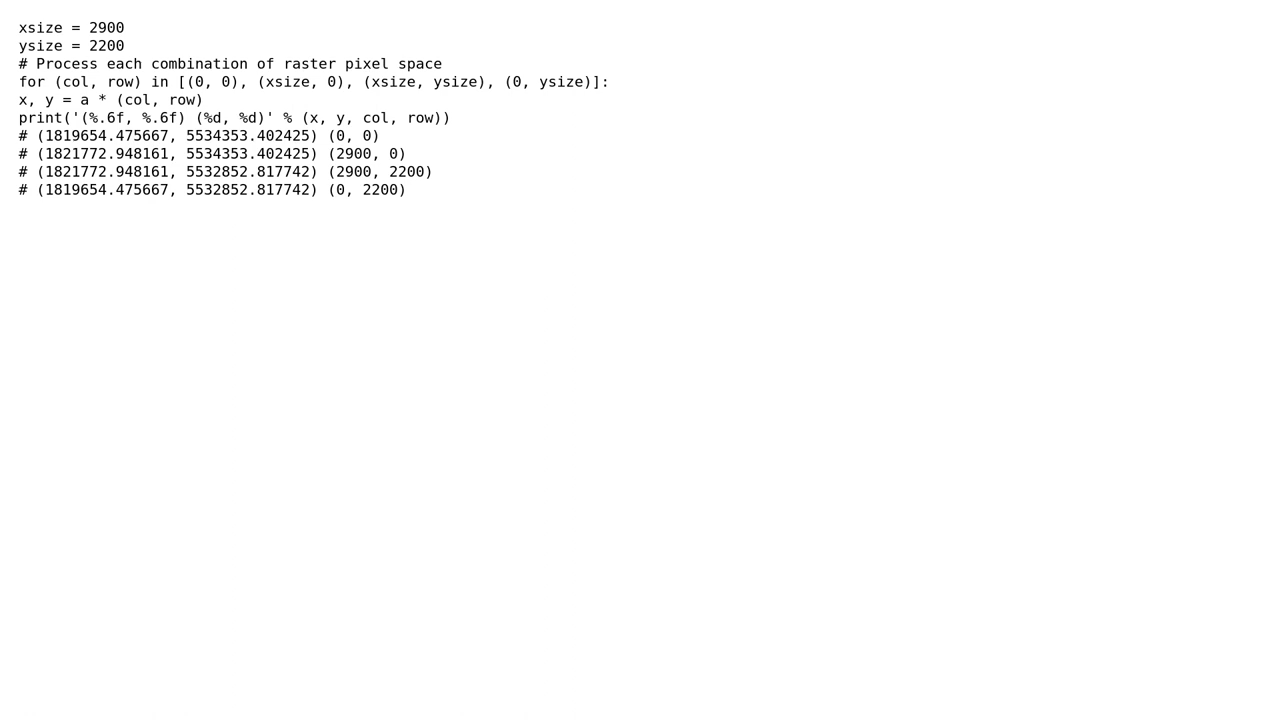 xsize = 2900
ysize = 2200
# Process each combination of raster pixel space
for (col, row) in [(0, 0), (xsize, 0), (xsize, ysize), (0, ysize)]:
x, y = a * (col, row)
print('(%.6f, %.6f) (%d, %d)' % (x, y, col, row))
# (1819654.475667, 5534353.402425) (0, 0)
# (1821772.948161, 5534353.402425) (2900, 0)
# (1821772.948161, 5532852.817742) (2900, 2200)
# (1819654.475667, 5532852.817742) (0, 2200)